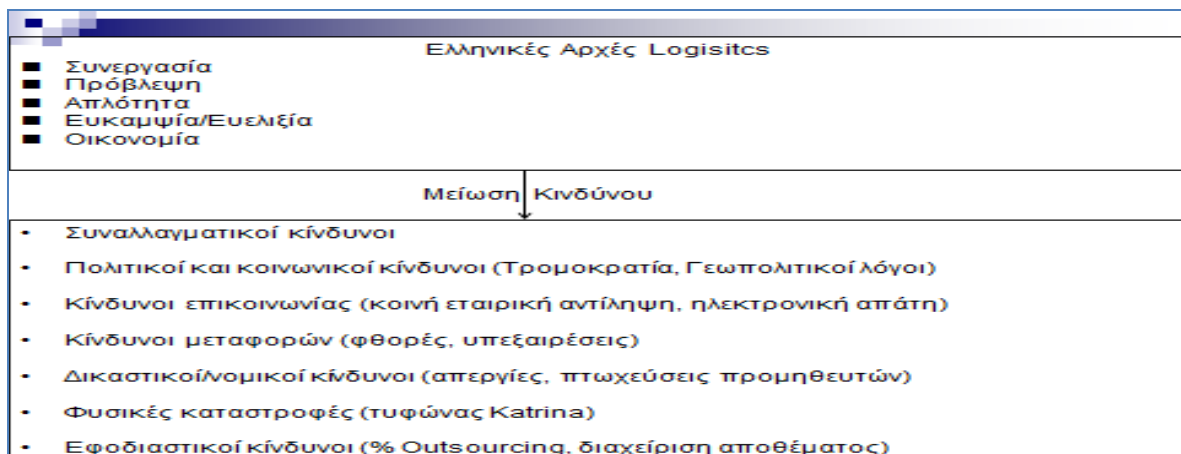 Ελληνικές Αρχές Logisitcs
■ Συνεργασία
■ Πρόβλεψη
■ Απλότητα
■ Ευκαμψία/Ευελιξία
■ Οικονομία
Μείωση Κινδύνου
• Συναλλαγματικοί κίνδυνοι
• Πολιτικοί και κοινωνικοί κίνδυνοι (Τρομοκρατία, Γεωπολιτικοί λόγοι)
• Κίνδυνοι επικοινωνίας (κοινή εταιρική αντίληψη, ηλεκτρονική απάτη)
• Κίνδυνοι μεταφορών (φθορές, υπεξαιρέσεις)
• Δικαστικοί/νομικοί κίνδυνοι (απεργίες, πτωχεύσεις προμηθευτών)
• Φυσικές καταστροφές (τυφώνας Katrina)
• Εφοδιαστικοί κίνδυνοι (% Outsourcing, διαχείριση αποθέματος)